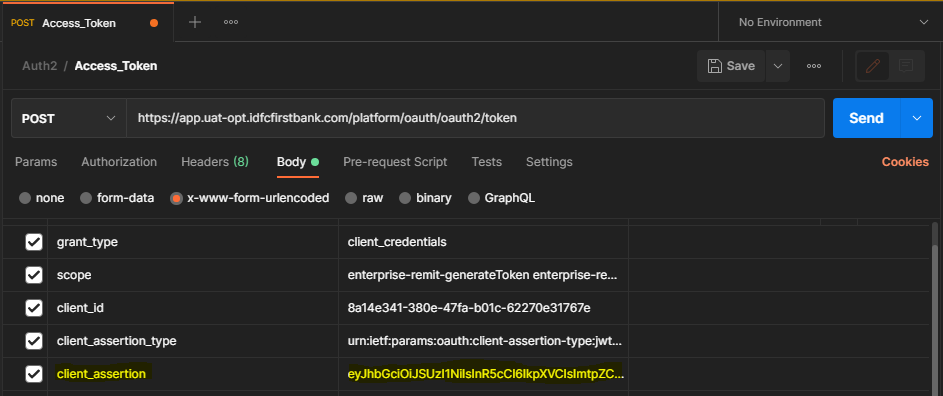 POST Access_Token
No Environment
Auth2 / Access_Token
Save
POST
https://app.uat-opt.idfcfirstbank.com/platform/oauth/oauth2/token
Send
Params Authorization Headers (8) Body Pre-request Script Tests Settings Cookies
none form-data x-www-form-urlencoded raw binary GraphQL
grant_type client_credentials
scope enterprise-remit-generateToken enterprise-re...
client_id 8a14e341-380e-47fa-b01c-62270e31767e
client_assertion_type urn:ietf:params:oauth:client-assertion-type:jwt...
client_assertion eyJhbGciOiJSUzI1NiIsInR5cCI6IkpXVCIsImtpZC...